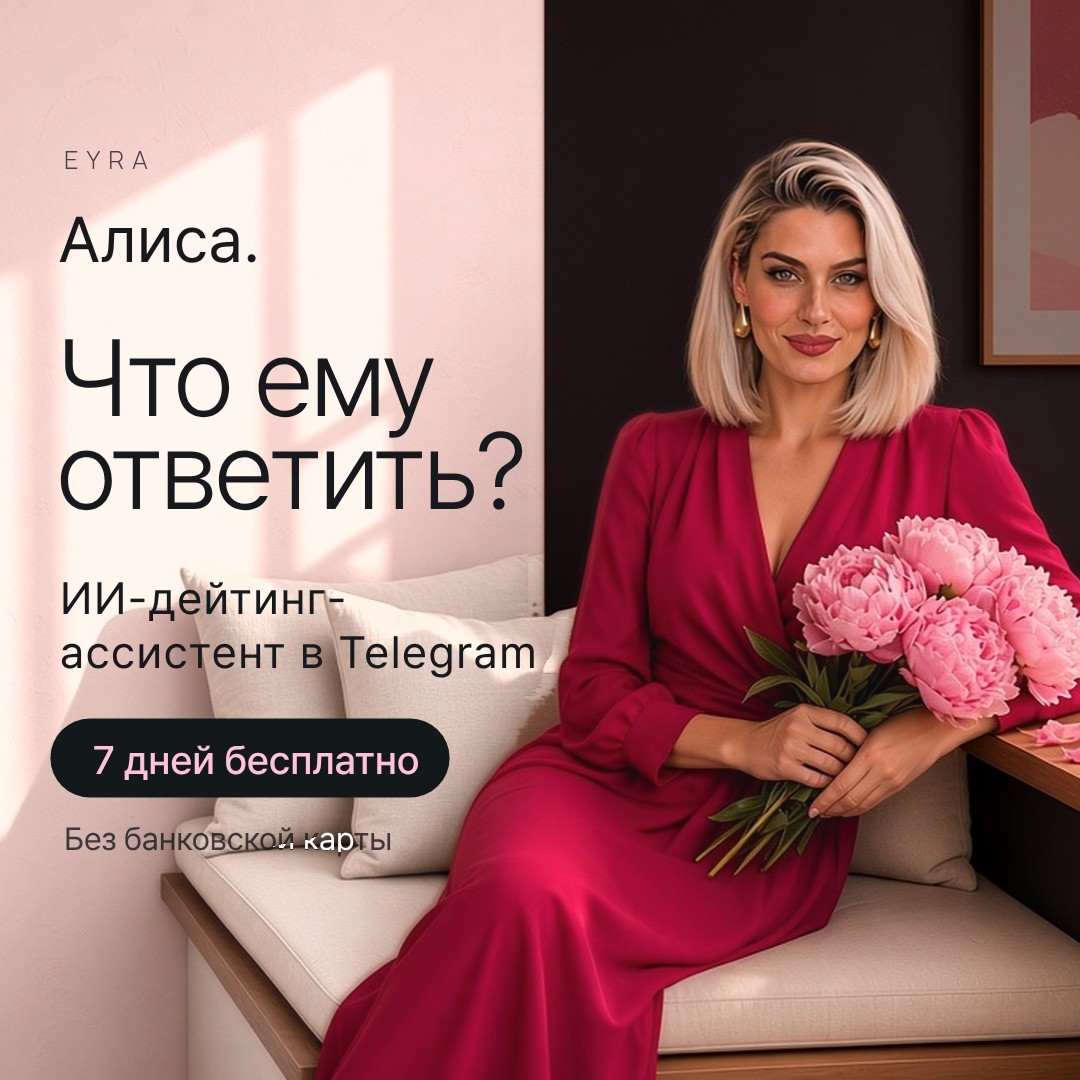 EYRA
Алиса.
Что ему
ответить?
ИИ-дейтинг-
ассистент в Telegram
7 дней бесплатно
Без банковской карты